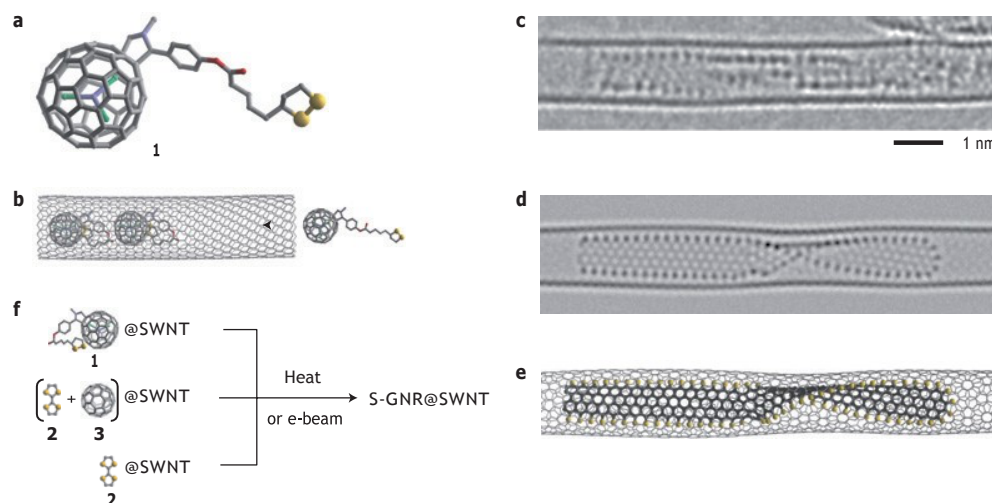 a
1
b
f
@SWNT
1
2 + 3 @SWNT
@SWNT
2
Heat
or e-beam
S-GNR@SWNT
c
1 nm
d
e